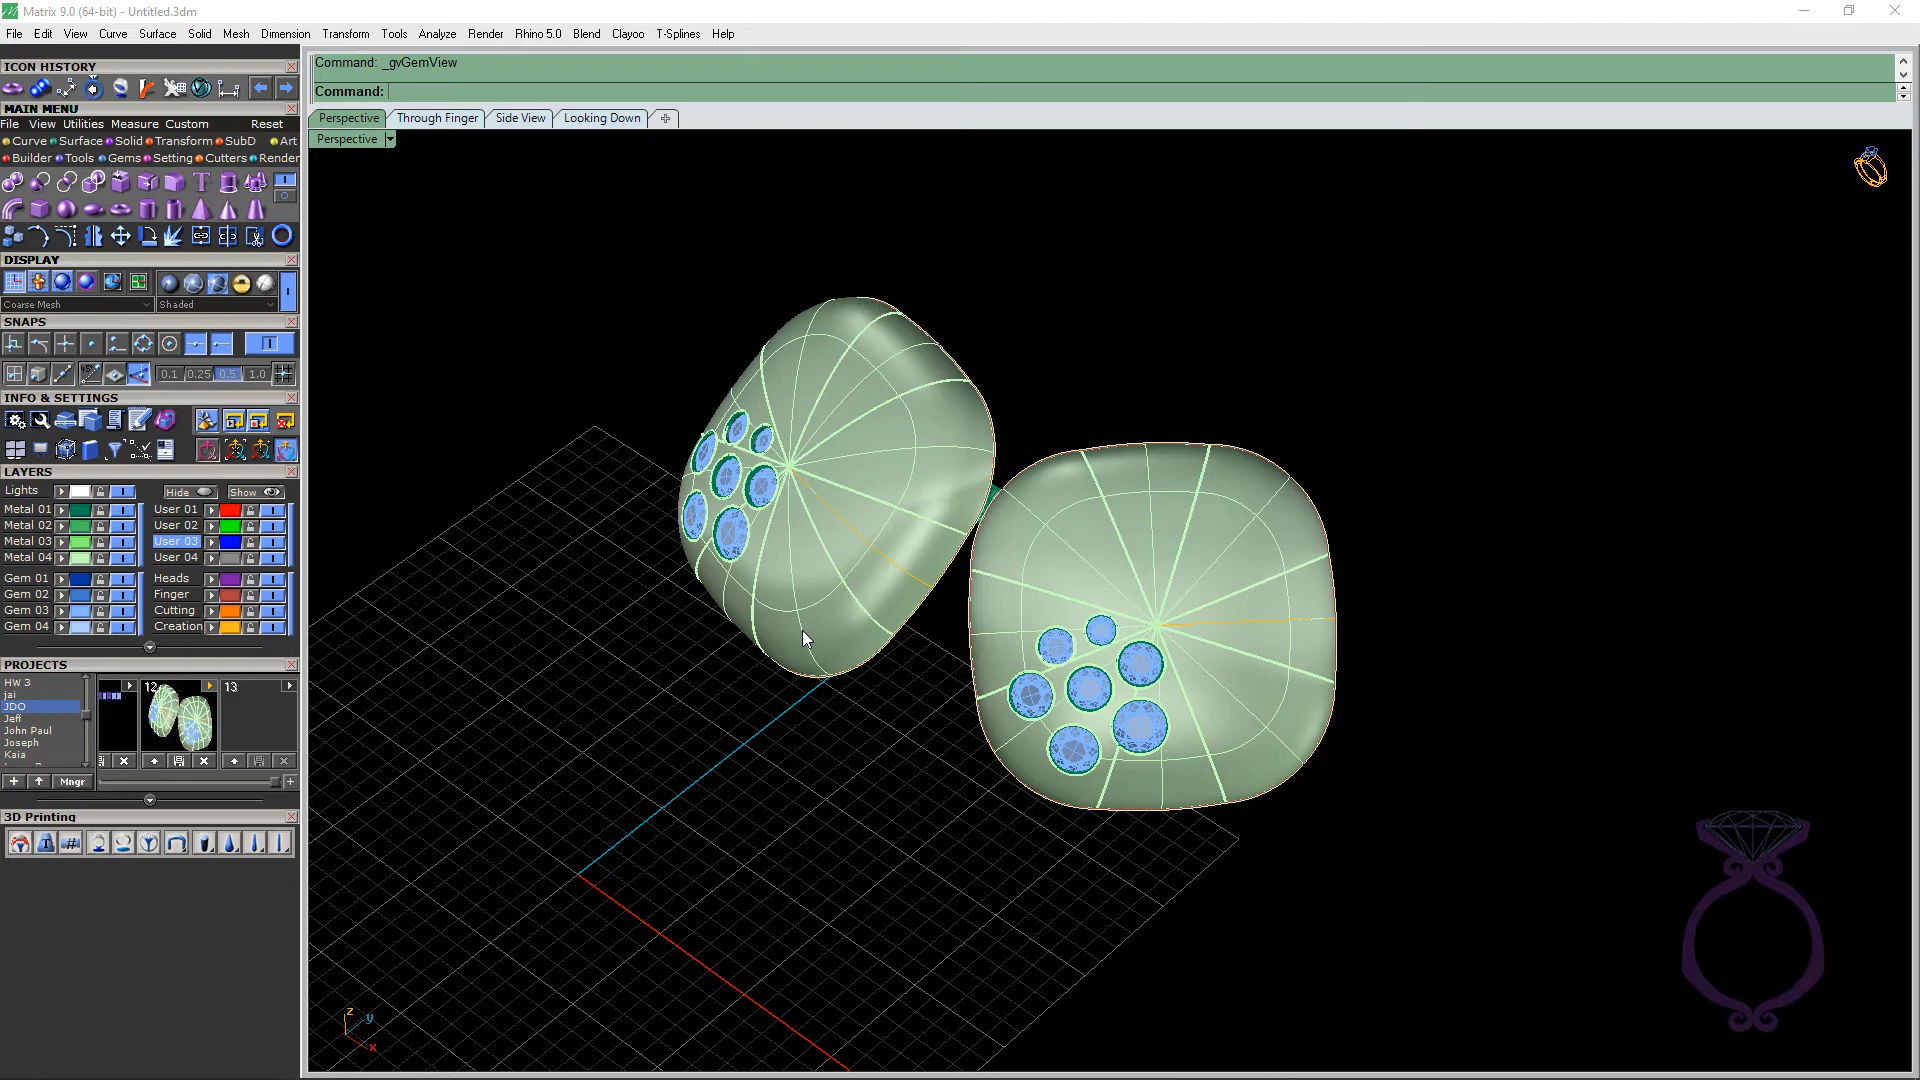 Matrix 9.0 (64-bit) - Untitled.3dm
File Edit View Curve Surface Solid Mesh Dimension Transform Tools Analyze Render Rhino 5.0 Blend Clayoo T-Splines Help
ICON HISTORY
Command: _gvGemView
Command:
MAIN MENU
File View Utilities Measure Custom Reset
Curve Surface Solid Transform SubD Art
Builder Tools Gems Setting Cutters Render
Perspective Through Finger Side View Looking Down
Perspective
DISPLAY
Coarse Mesh Shaded
SNAPS
0.1 0.25 0.5 1.0
INFO & SETTINGS
LAYERS
Lights Hide Show
Metal 01 User 01
Metal 02 User 02
Metal 03 User 03
Metal 04 User 04
Gem 01 Heads
Gem 02 Finger
Gem 03 Cutting
Gem 04 Creation
PROJECTS
HW 3
jai
JDO
Jeff
John Paul
Joseph
Kaia
12 13
Mngr
3D Printing
z
y
x